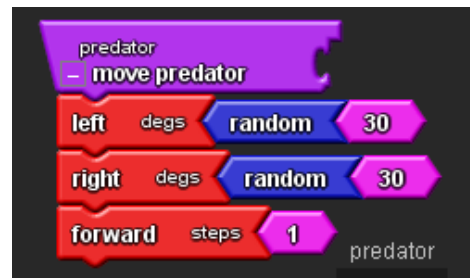 predator
– move predator
left degs random 30
right degs random 30
forward steps 1
predator